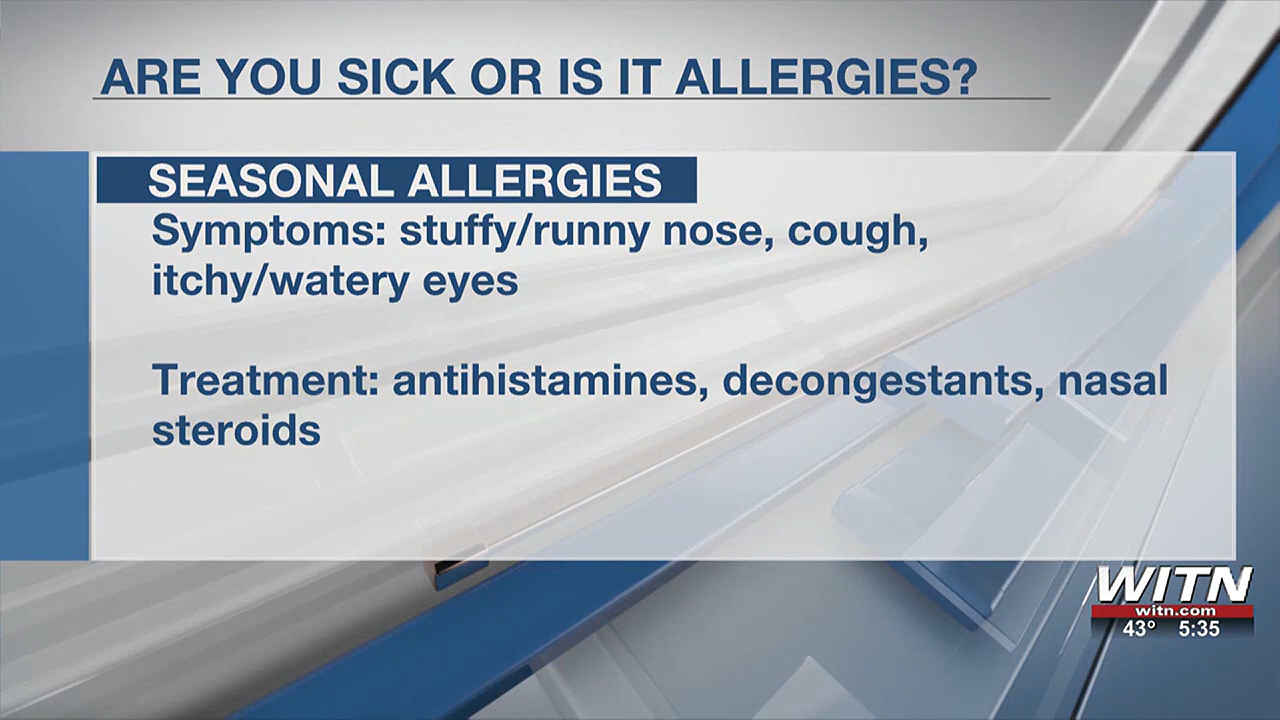 ARE YOU SICK OR IS IT ALLERGIES?
SEASONAL ALLERGIES
Symptoms: stuffy/runny nose, cough,
itchy/watery eyes
Treatment: antihistamines, decongestants, nasal
steroids
WITN
witn.com
43° 5:35